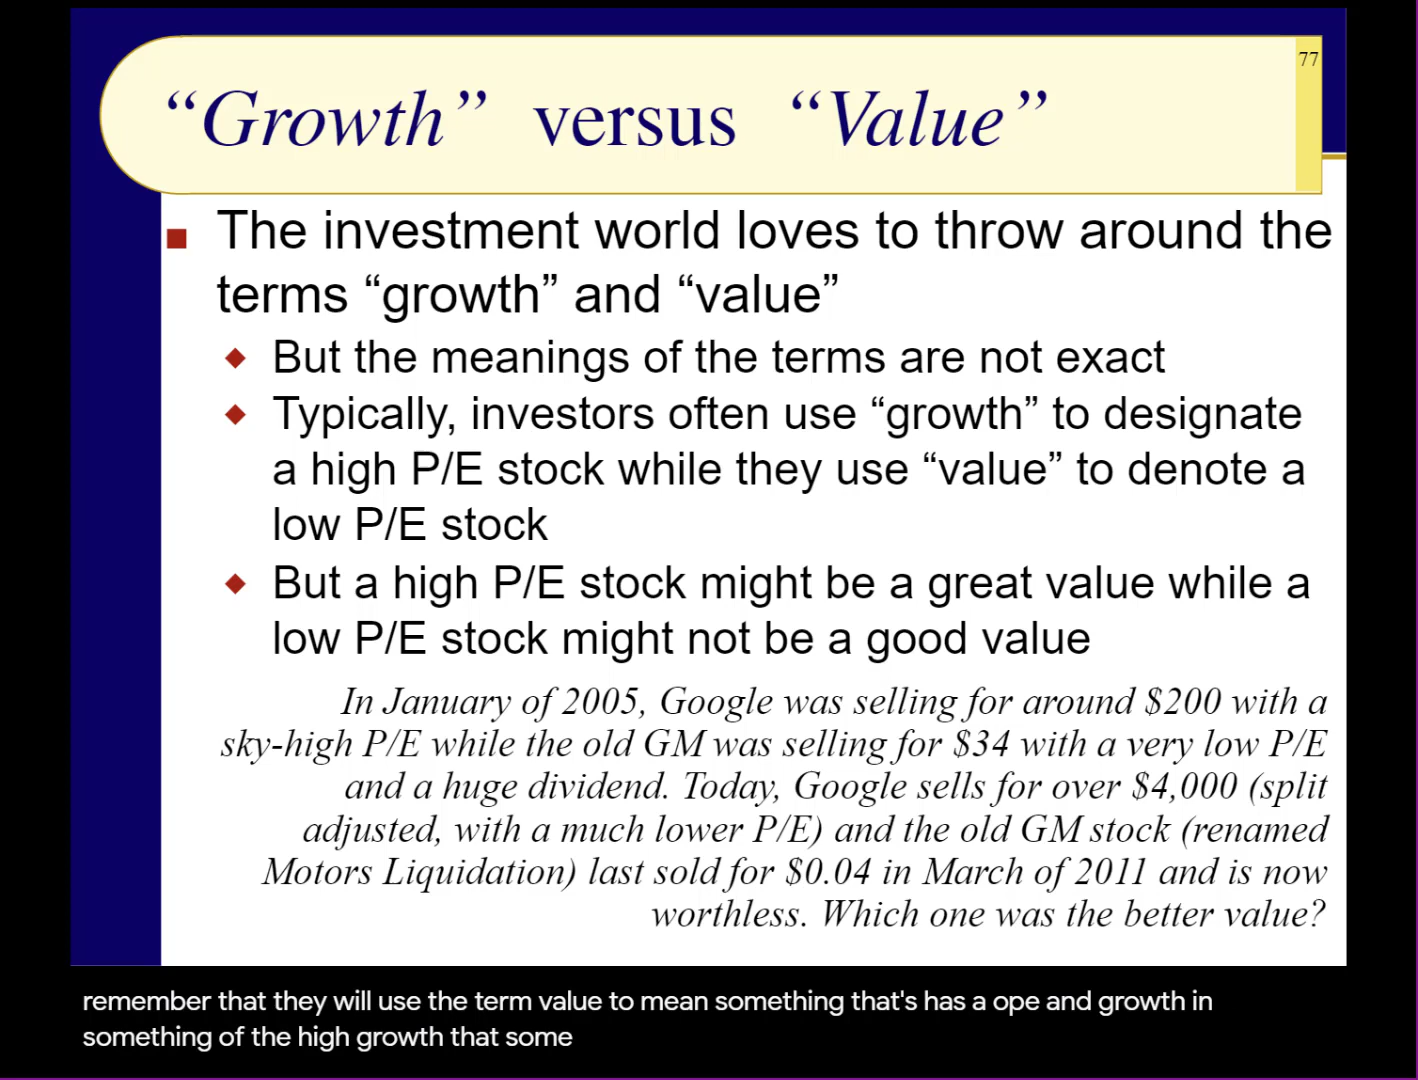 77
“Growth” versus “Value”
The investment world loves to throw around the
terms “growth” and “value”
But the meanings of the terms are not exact
Typically, investors often use “growth” to designate
a high P/E stock while they use “value” to denote a
low P/E stock
But a high P/E stock might be a great value while a
low P/E stock might not be a good value
In January of 2005, Google was selling for around $200 with a
sky-high P/E while the old GM was selling for $34 with a very low P/E
and a huge dividend. Today, Google sells for over $4,000 (split
adjusted, with a much lower P/E) and the old GM stock (renamed
Motors Liquidation) last sold for $0.04 in March of 2011 and is now
worthless. Which one was the better value?
remember that they will use the term value to mean something that's has a ope and growth in
something of the high growth that some